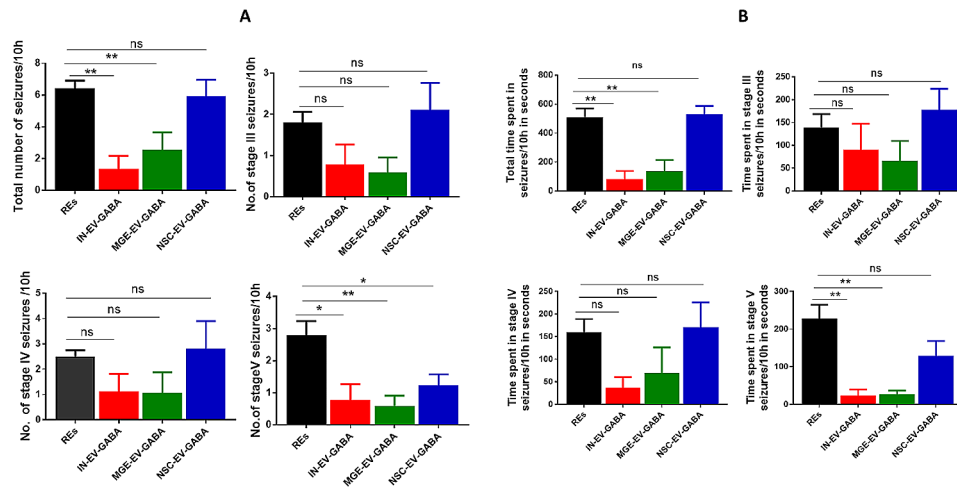 A
B
Total number of seizures/10h
8
6
4
2
0
ns
**
**
REs
IN-EV-GABA
MGE-EV-GABA
NSC-EV-GABA
No.of stage III seizures/10h
3
2
1
0
ns
ns
ns
REs
IN-EV-GABA
MGE-EV-GABA
NSC-EV-GABA
Total time spent in
seizures/10h in seconds
800
600
400
200
0
ns
**
**
REs
IN-EV-GABA
MGE-EV-GABA
NSC-EV-GABA
Time spent in stage III
seizures/10h in seconds
250
200
150
100
50
0
ns
ns
ns
REs
IN-EV-GABA
MGE-EV-GABA
NSC-EV-GABA
No. of stage IV seizures /10h
5
4
3
2
1
0
ns
ns
ns
REs
IN-EV-GABA
MGE-EV-GABA
NSC-EV-GABA
No.of stageV seizures/10h
4
3
2
1
0
*
**
*
REs
IN-EV-GABA
MGE-EV-GABA
NSC-EV-GABA
Time spent in stage IV
seizures/10h in seconds
250
200
150
100
50
0
ns
ns
ns
REs
IN-EV-GABA
MGE-EV-GABA
NSC-EV-GABA
Time spent in stage V
seizures/10h in seconds
300
200
100
0
ns
**
**
REs
IN-EV-GABA
MGE-EV-GABA
NSC-EV-GABA